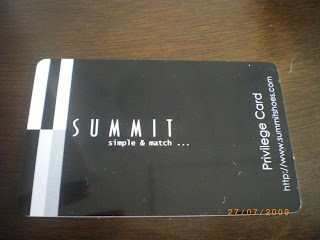 SUMMIT
simple & match ...
Privilege Card
http://www.summitshoes.com
27/07/2009